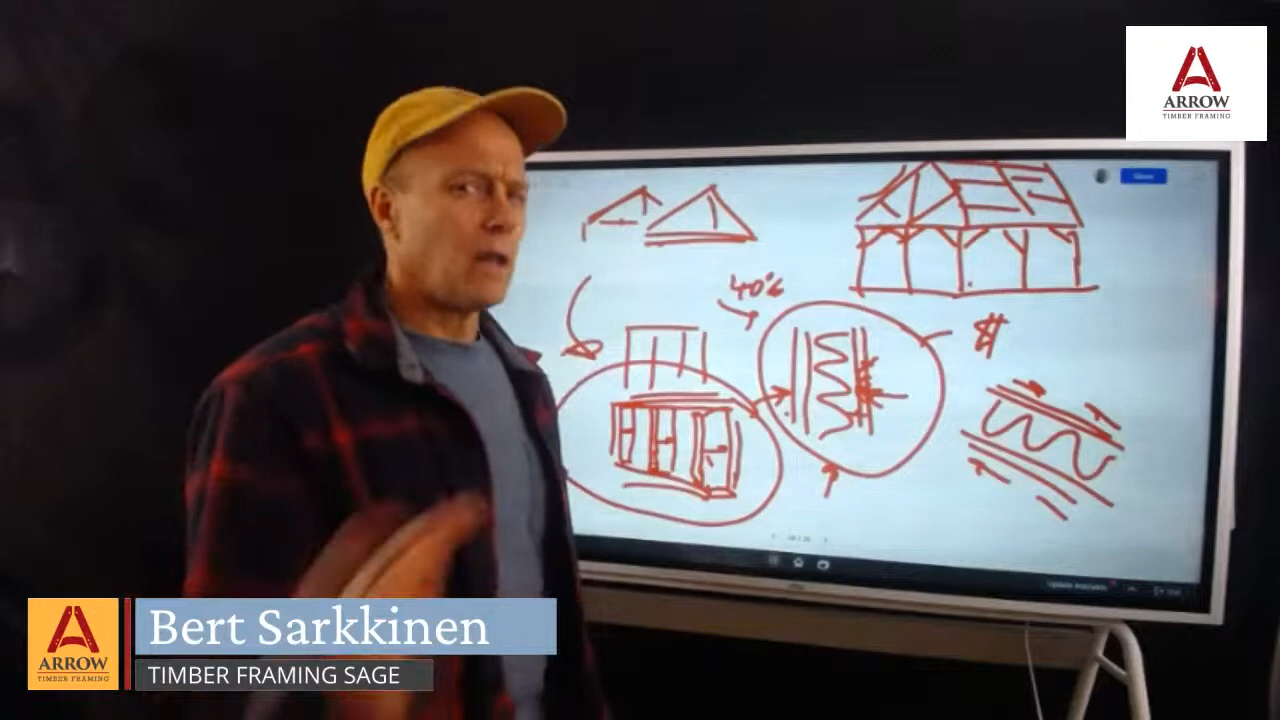 ARROW
TIMBER FRAMING
40%
$
Bert Sarkkinen
TIMBER FRAMING SAGE
ARROW
TIMBER FRAMING